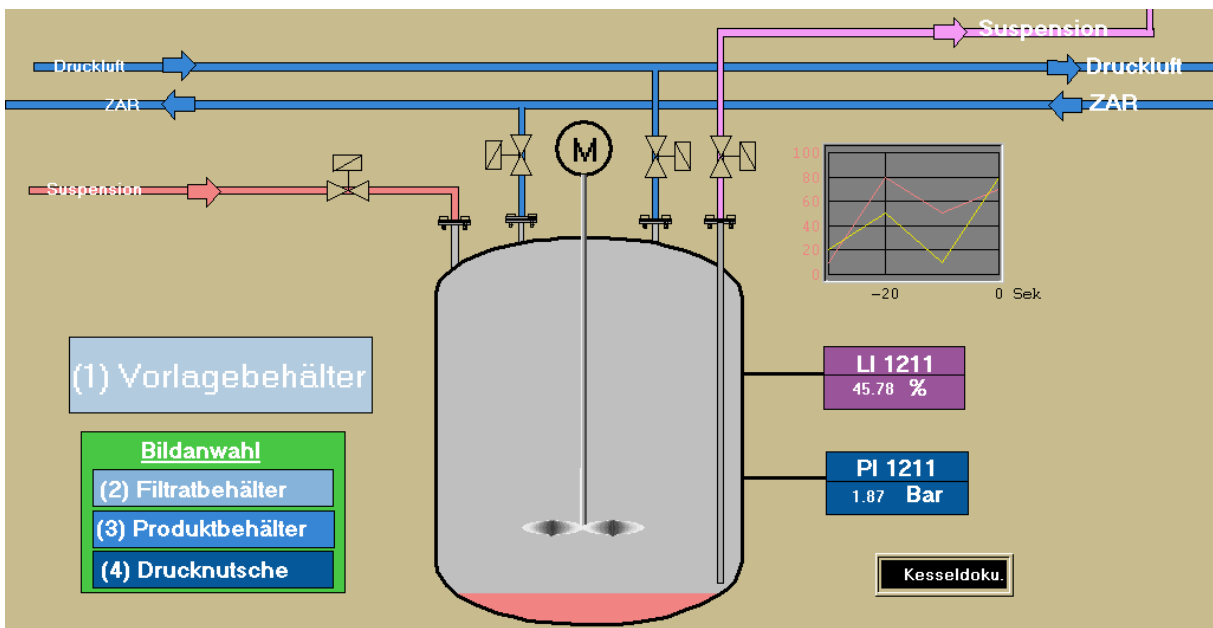 Suspension
Druckluft
Druckluft
ZAR
ZAR
M
Suspension
100
80
60
40
20
0
-20
0 Sek
(1) Vorlagebehälter
LI 1211
45.78 %
Bildanwahl
(2) Filtratbehälter
(3) Produktbehälter
(4) Drucknutsche
PI 1211
1.87 Bar
Kesseldoku.